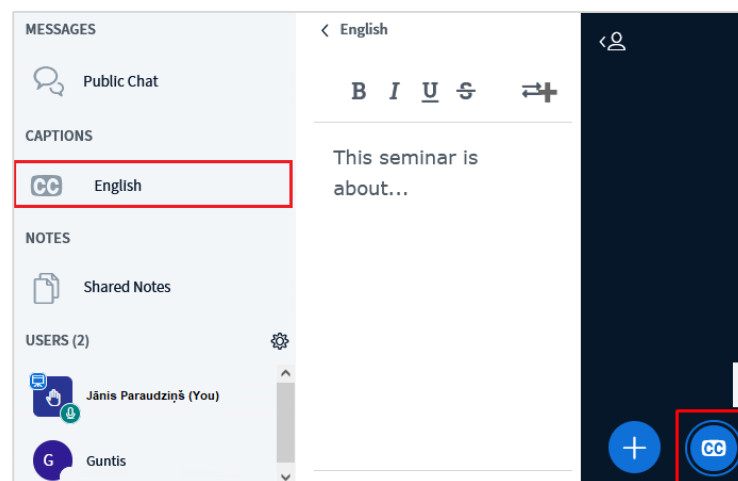 MESSAGES
Public Chat
CAPTIONS
CC English
NOTES
Shared Notes
USERS (2)
Jānis Paraudziņš (You)
G Guntis
English
B I U S
This seminar is
about...
CC